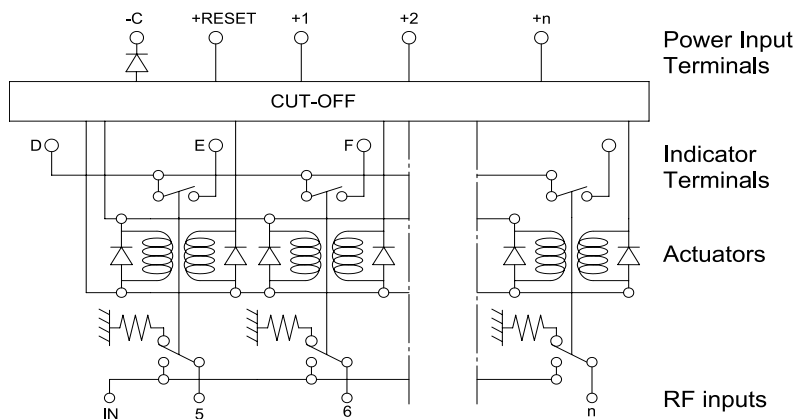 -C +RESET +1 +2 +n
Power Input
Terminals
CUT-OFF
D E F
Indicator
Terminals
Actuators
IN 5 6 n
RF inputs